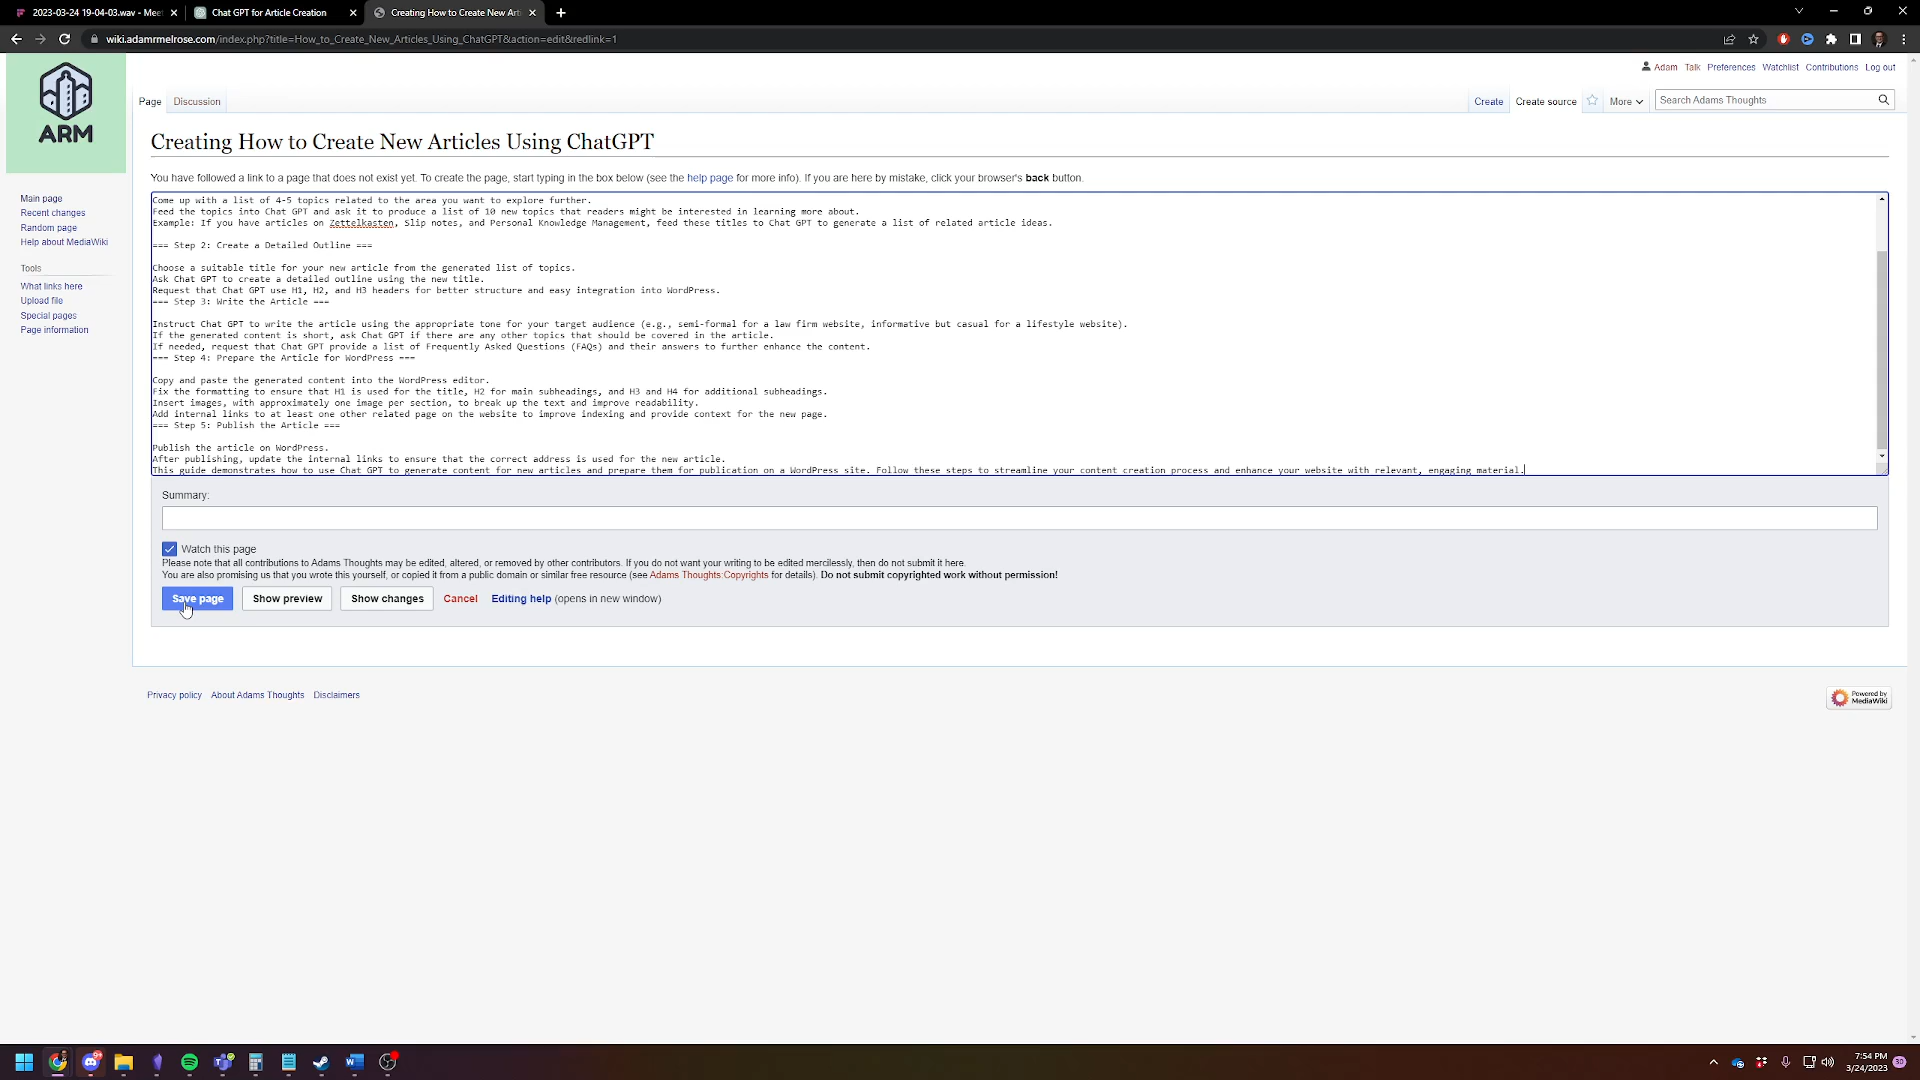 2023-03-24 19-04-03.wav - Mee
Chat GPT for Article Creation
Creating How to Create New Art
wiki.adamrmelrose.com/index.php?title=How_to_Create_New_Articles_Using_ChatGPT&action=edit&redlink=1
ARM
Adam Talk Preferences Watchlist Contributions Log out
Page Discussion
Create Create source More
Search Adams Thoughts
Main page
Recent changes
Random page
Help about MediaWiki
Tools
What links here
Upload file
Special pages
Page information
Creating How to Create New Articles Using ChatGPT
You have followed a link to a page that does not exist yet. To create the page, start typing in the box below (see the help page for more info). If you are here by mistake, click your browser's back button.
Come up with a list of 4-5 topics related to the area you want to explore further.
Feed the topics into Chat GPT and ask it to produce a list of 10 new topics that readers might be interested in learning more about.
Example: If you have articles on Zettelkasten, Slip notes, and Personal Knowledge Management, feed these titles to Chat GPT to generate a list of related article ideas.
=== Step 2: Create a Detailed Outline ===
Choose a suitable title for your new article from the generated list of topics.
Ask Chat GPT to create a detailed outline using the new title.
Request that Chat GPT use H1, H2, and H3 headers for better structure and easy integration into WordPress.
=== Step 3: Write the Article ===
Instruct Chat GPT to write the article using the appropriate tone for your target audience (e.g., semi-formal for a law firm website, informative but casual for a lifestyle website).
If the generated content is short, ask Chat GPT if there are any other topics that should be covered in the article.
If needed, request that Chat GPT provide a list of Frequently Asked Questions (FAQs) and their answers to further enhance the content.
=== Step 4: Prepare the Article for WordPress ===
Copy and paste the generated content into the WordPress editor.
Fix the formatting to ensure that H1 is used for the title, H2 for main subheadings, and H3 and H4 for additional subheadings.
Insert images, with approximately one image per section, to break up the text and improve readability.
Add internal links to at least one other related page on the website to improve indexing and provide context for the new page.
=== Step 5: Publish the Article ===
Publish the article on WordPress.
After publishing, update the internal links to ensure that the correct address is used for the new article.
This guide demonstrates how to use Chat GPT to generate content for new articles and prepare them for publication on a WordPress site. Follow these steps to streamline your content creation process and enhance your website with relevant, engaging material.
Summary:
Watch this page
Please note that all contributions to Adams Thoughts may be edited, altered, or removed by other contributors. If you do not want your writing to be edited mercilessly, then do not submit it here.
You are also promising us that you wrote this yourself, or copied it from a public domain or similar free resource (see Adams Thoughts:Copyrights for details). Do not submit copyrighted work without permission!
Save page Show preview Show changes Cancel Editing help (opens in new window)
Privacy policy About Adams Thoughts Disclaimers
Powered by
MediaWiki
7:54 PM
3/24/2023